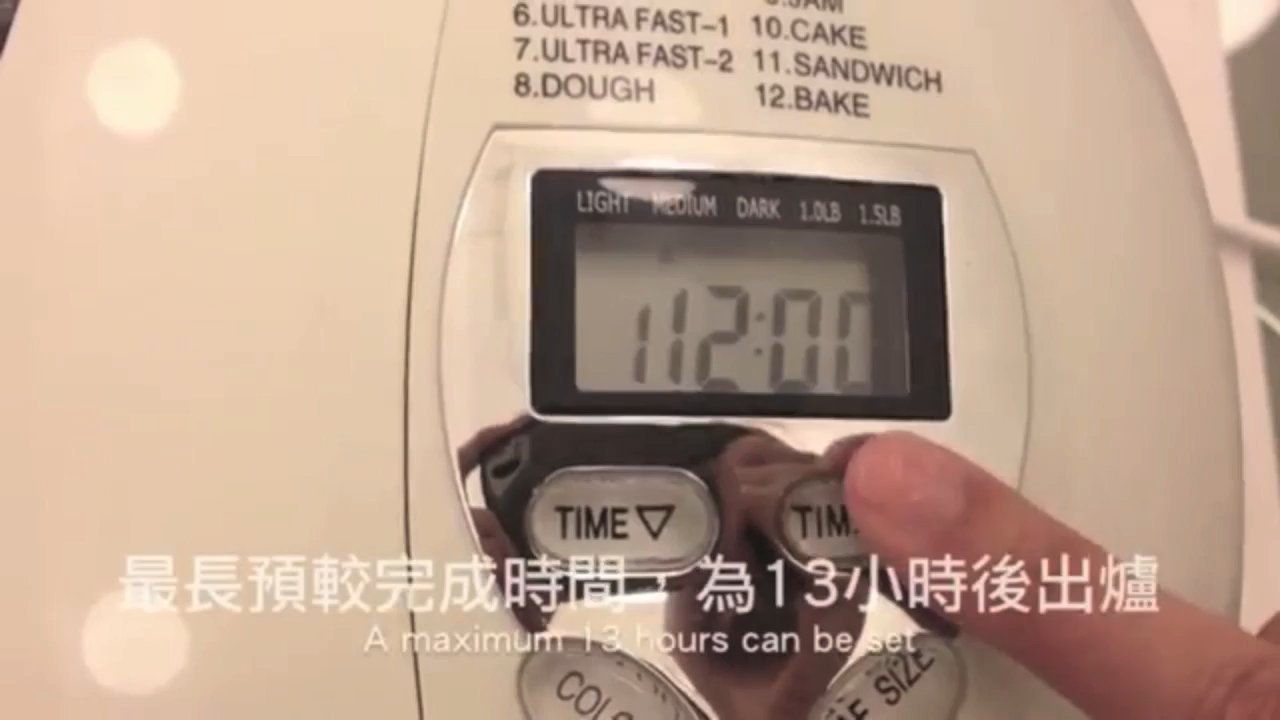 6.ULTRA FAST-1 10.CAKE
7.ULTRA FAST-2 11.SANDWICH
8.DOUGH 12.BAKE
LIGHT MEDIUM DARK 1.0LB 1.5LB
12:00
TIME▽
最長預較完成時間，為13小時後出爐
A maximum 13 hours can be set
SIZE